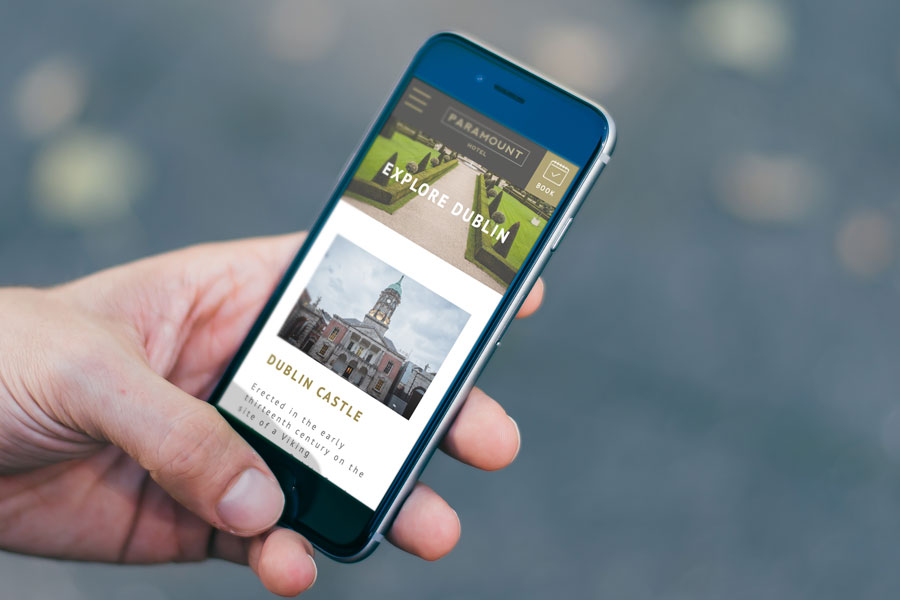 PARAMOUNT
HOTEL
BOOK
EXPLORE DUBLIN
DUBLIN CASTLE
Erected in the early
thirteenth century on the
site of a Viking